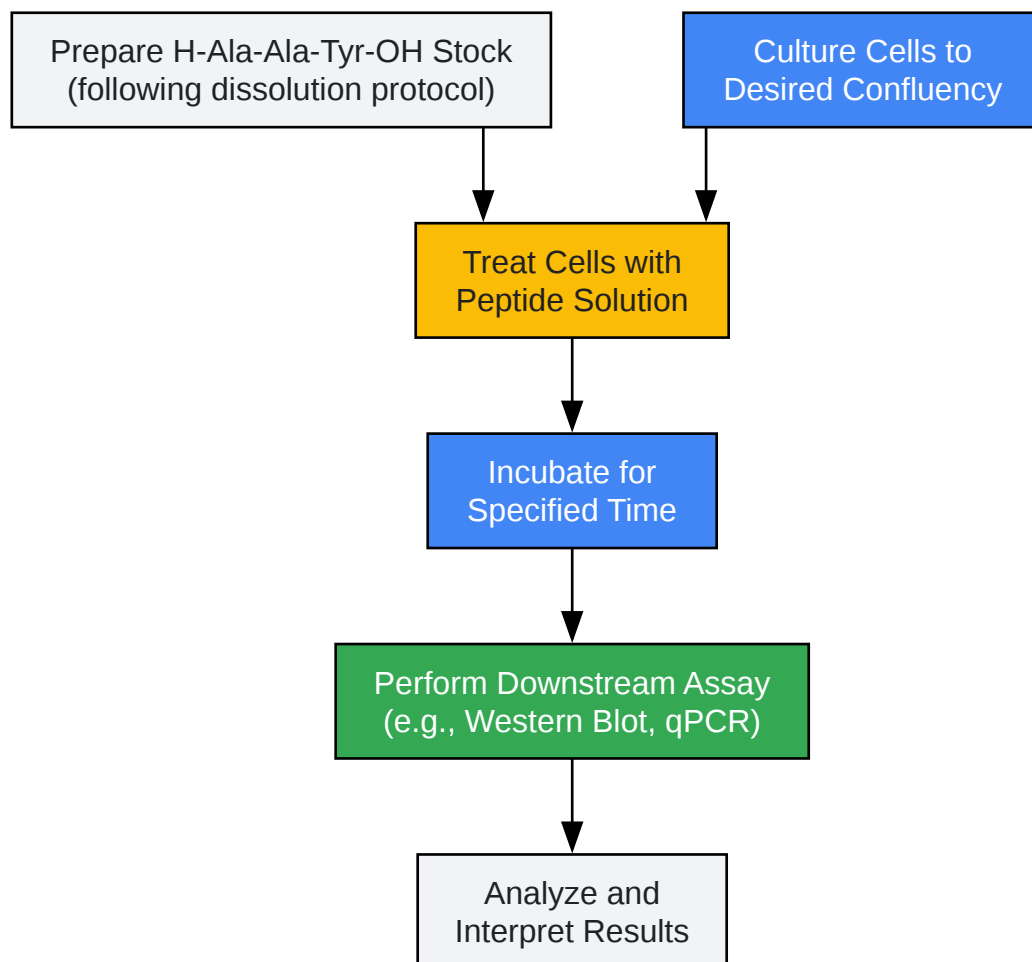 Prepare H-Ala-Ala-Tyr-OH Stock
(following dissolution protocol)
Culture Cells to
Desired Confluency
Treat Cells with
Peptide Solution
Incubate for
Specified Time
Perform Downstream Assay
(e.g., Western Blot, qPCR)
Analyze and
Interpret Results